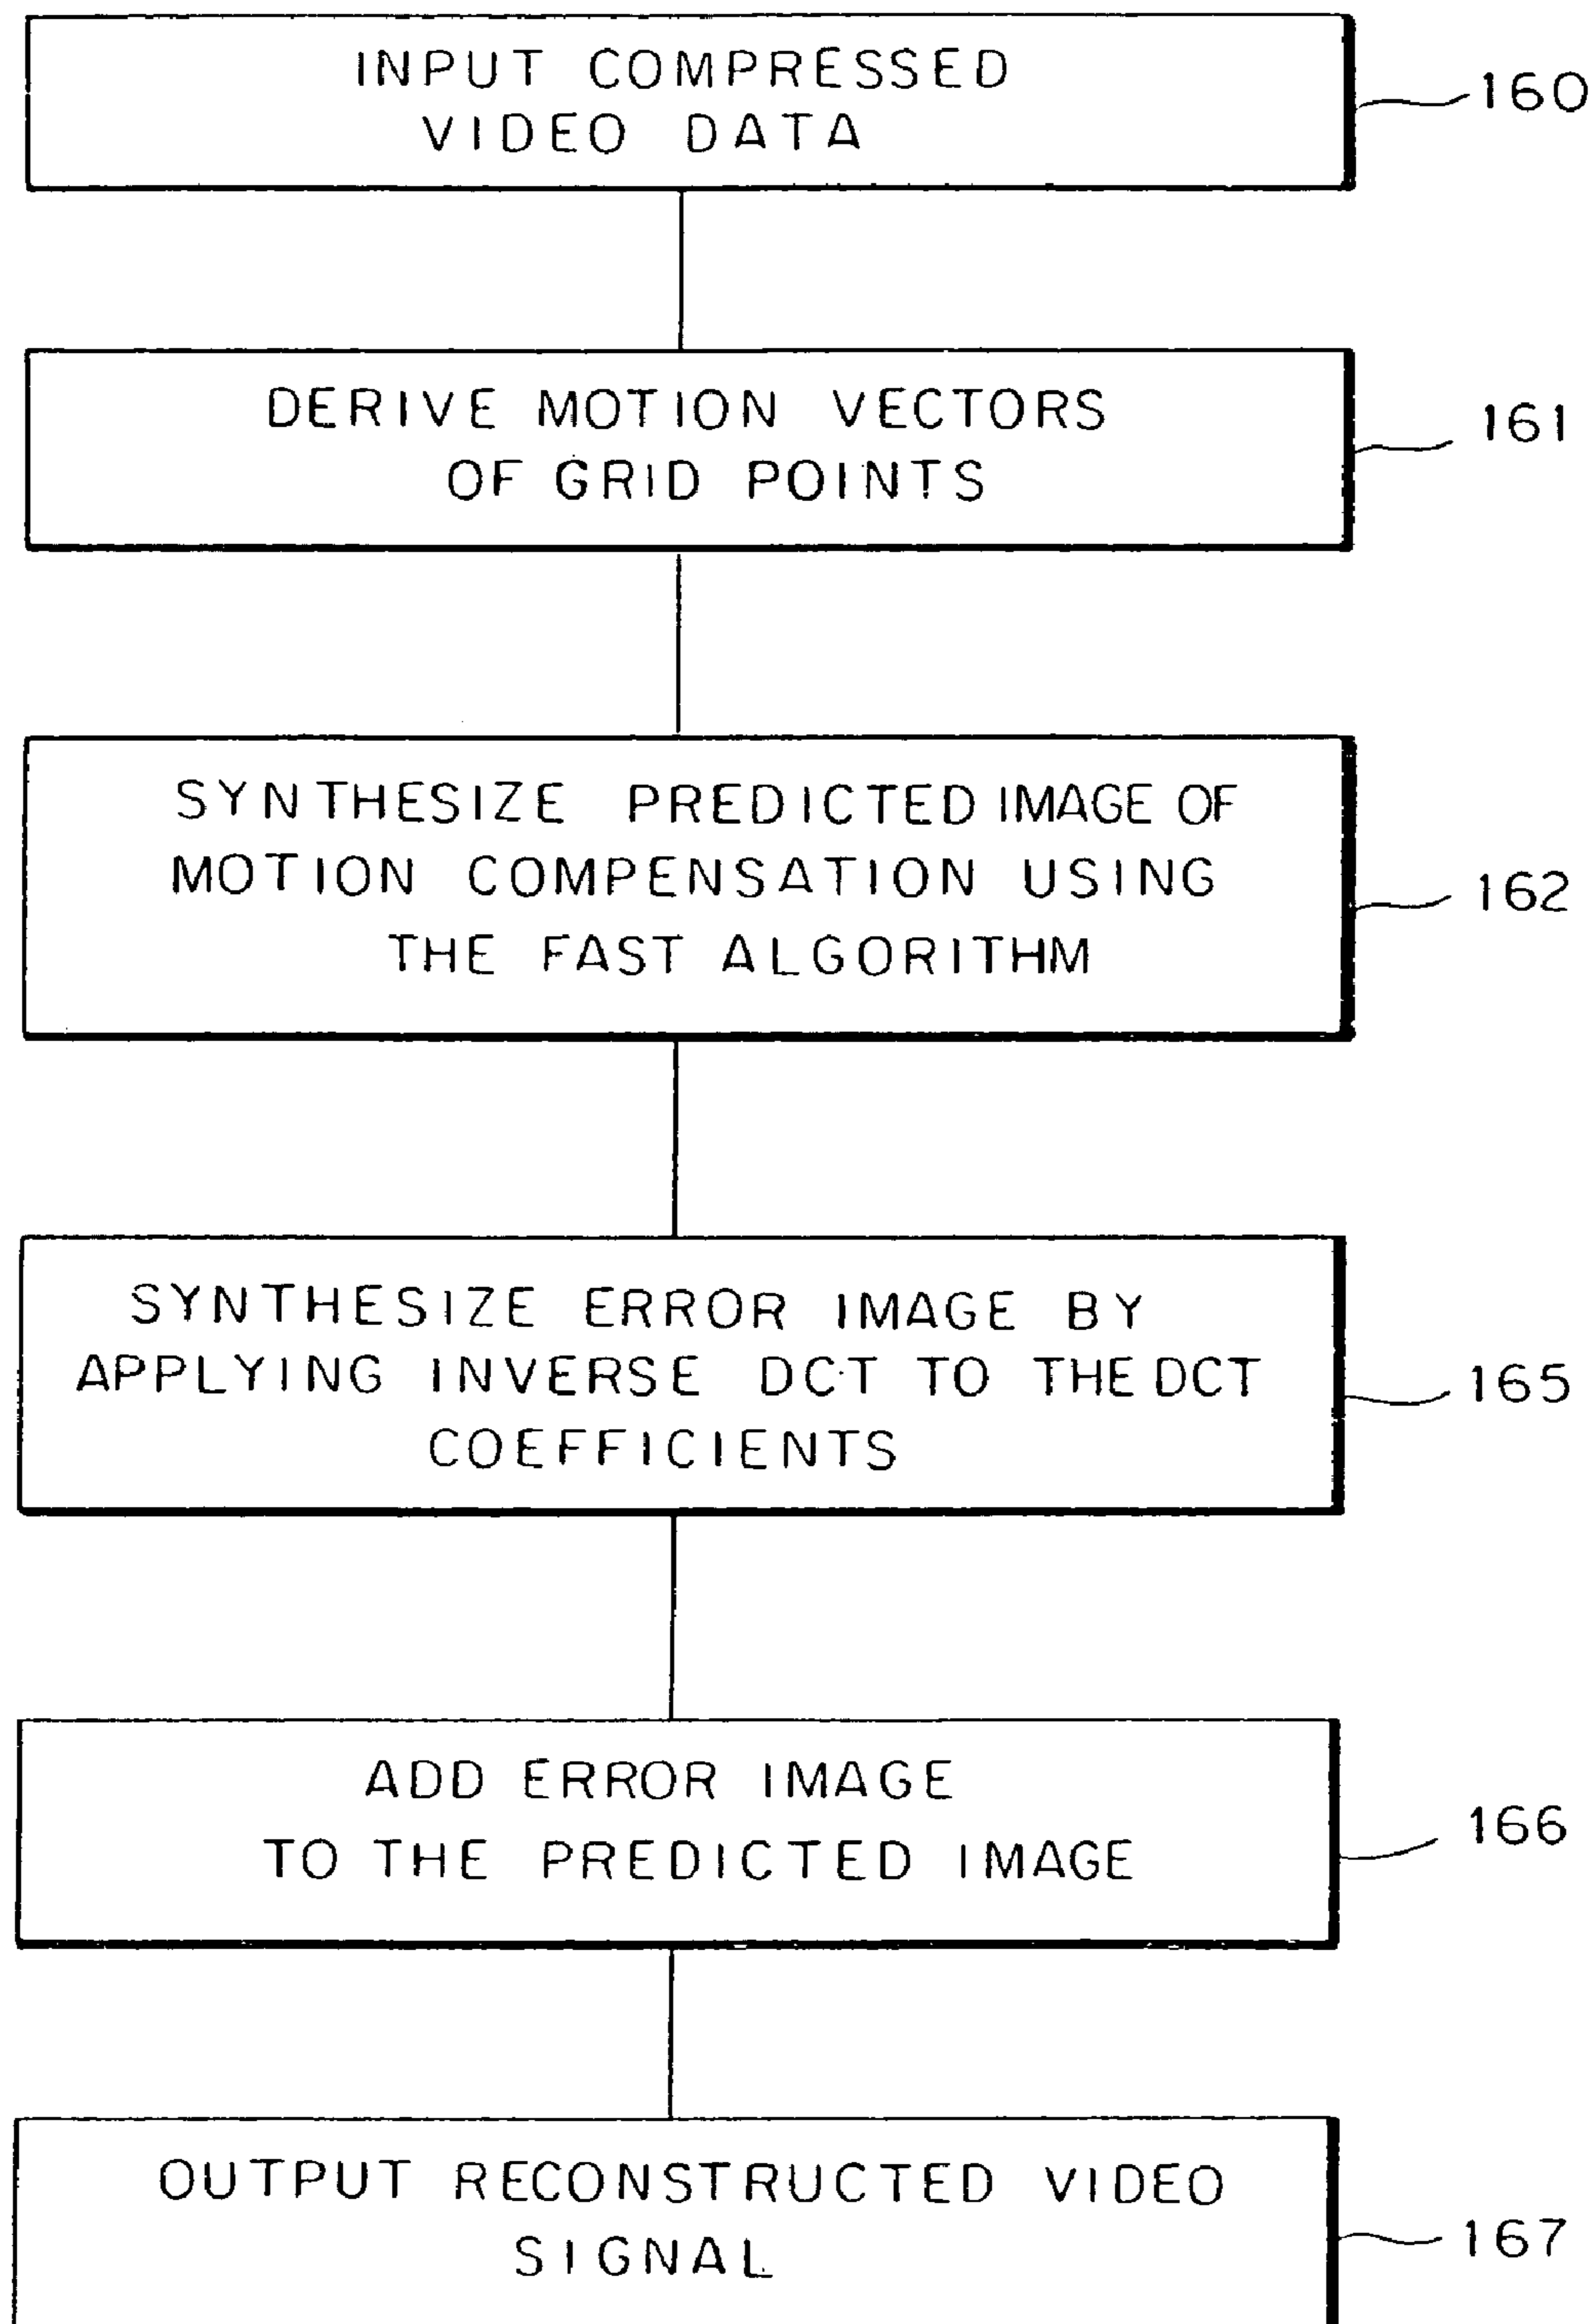 INPUT COMPRESSED
VIDEO DATA
160
DERIVE MOTION VECTORS
OF GRID POINTS
161
SYNTHESIZE PREDICTED IMAGE OF
MOTION COMPENSATION USING
THE FAST ALGORITHM
162
SYNTHESIZE ERROR IMAGE BY
APPLYING INVERSE DCT TO THE DCT
COEFFICIENTS
165
ADD ERROR IMAGE
TO THE PREDICTED IMAGE
166
OUTPUT RECONSTRUCTED VIDEO
SIGNAL
167